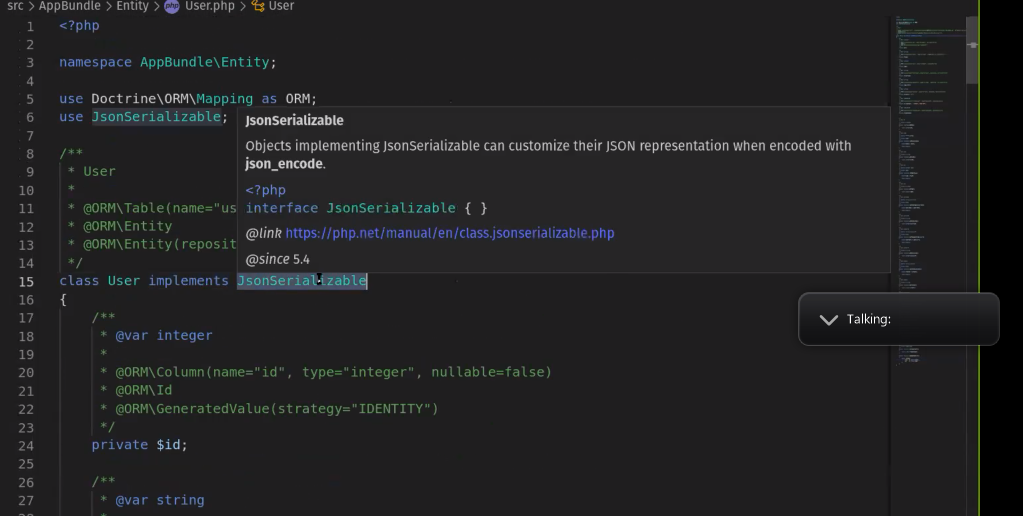 src > AppBundle > Entity > php User.php > User
1 <?php
2
3 namespace AppBundle\Entity;
4
5 use Doctrine\ORM\Mapping as ORM;
6 use JsonSerializable;
7
8 /**
9 * User
10 *
11 * @ORM\Table(name="us
12 * @ORM\Entity
13 * @ORM\Entity(reposit
14 */
15 class User implements JsonSerializable
16 {
17 /**
18 * @var integer
19 *
20 * @ORM\Column(name="id", type="integer", nullable=false)
21 * @ORM\Id
22 * @ORM\GeneratedValue(strategy="IDENTITY")
23 */
24 private $id;
25
26 /**
27 * @var string
28 *
JsonSerializable
Objects implementing JsonSerializable can customize their JSON representation when encoded with
json_encode.
<?php
interface JsonSerializable { }
@link https://php.net/manual/en/class.jsonserializable.php
@since 5.4
Talking: